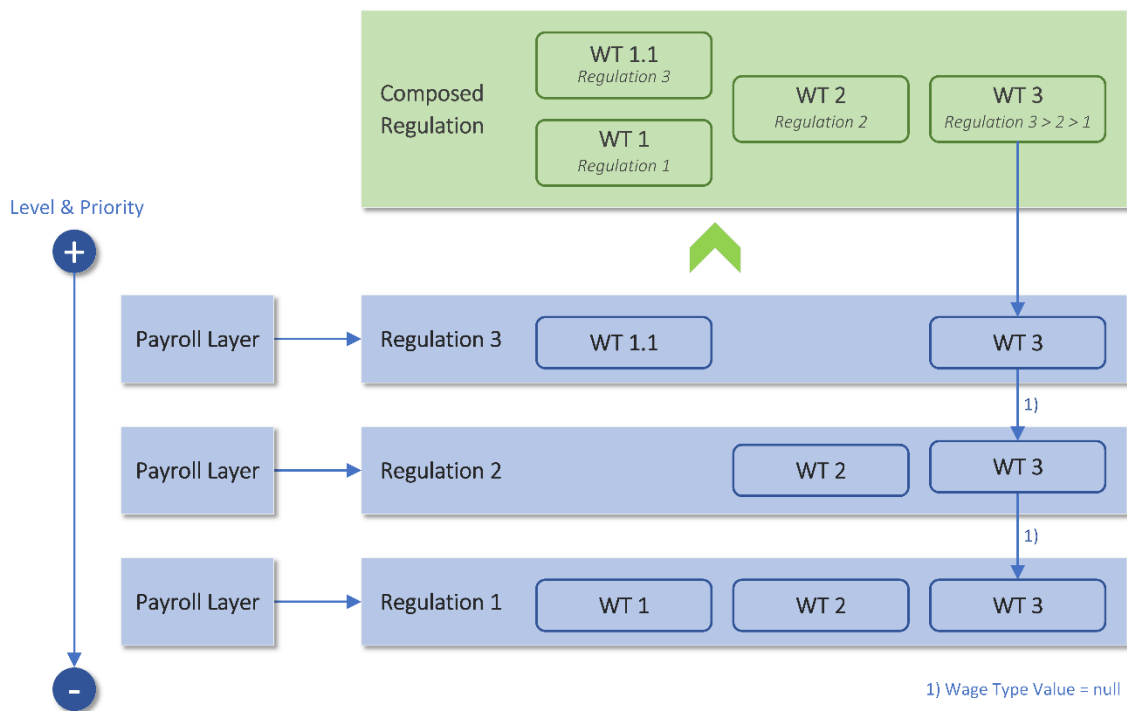 WT 1.1
Regulation 3
Composed
Regulation
WT 2
Regulation 2
WT 3
Regulation 3 > 2 > 1
WT 1
Regulation 1
Level & Priority
+
Payroll Layer
Regulation 3
WT 1.1
WT 3
1)
Payroll Layer
Regulation 2
WT 2
WT 3
1)
Payroll Layer
Regulation 1
WT 1
WT 2
WT 3
-
1) Wage Type Value = null